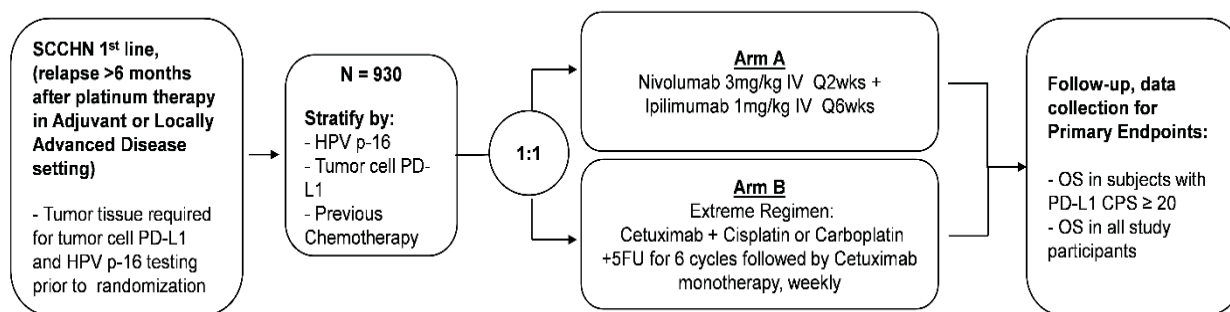 SCCHN 1st line,
(relapse >6 months
after platinum therapy
in Adjuvant or Locally
Advanced Disease
setting)
- Tumor tissue required
for tumor cell PD-L1
and HPV p-16 testing
prior to randomization
N = 930
Stratify by:
- HPV p-16
- Tumor cell PD-
L1
- Previous
Chemotherapy
1:1
Arm A
Nivolumab 3mg/kg IV Q2wks +
Ipilimumab 1mg/kg IV Q6wks
Arm B
Extreme Regimen:
Cetuximab + Cisplatin or Carboplatin
+5FU for 6 cycles followed by Cetuximab
monotherapy, weekly
Follow-up, data
collection for
Primary Endpoints:
- OS in subjects with
PD-L1 CPS ≥ 20
- OS in all study
participants